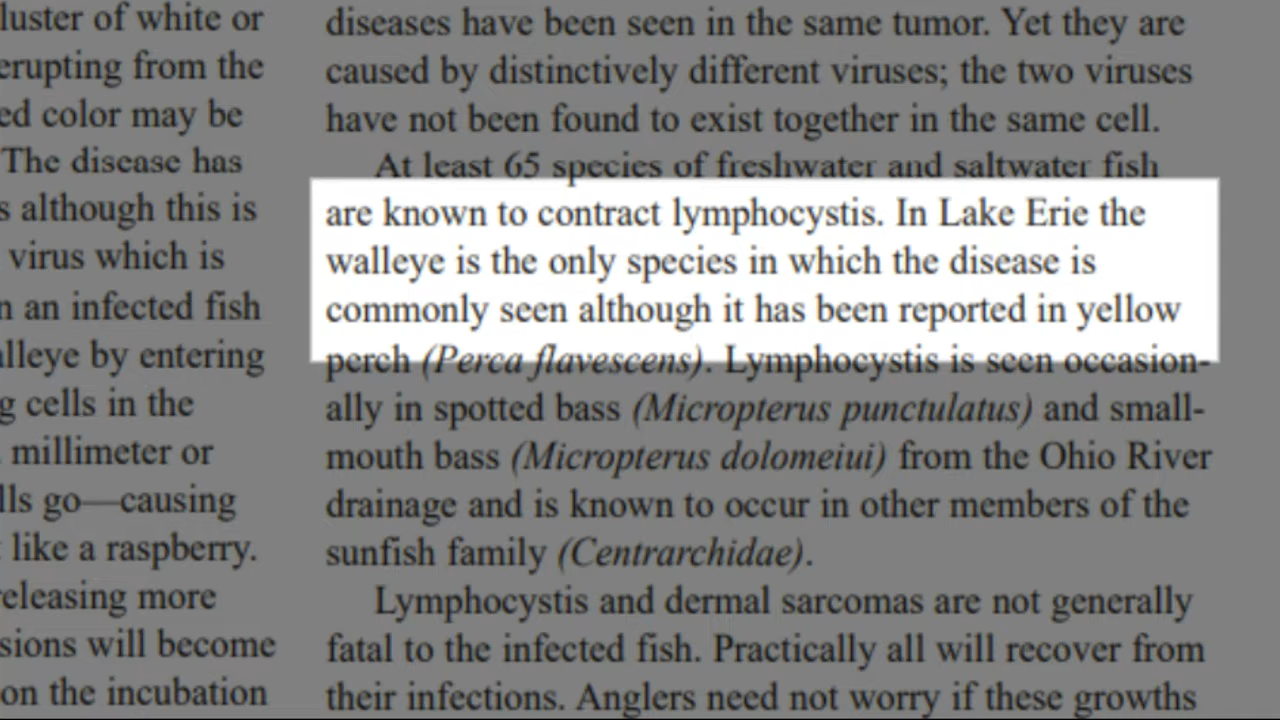 luster of white or
erupting from the
ed color may be
The disease has
s although this is
virus which is
n an infected fish
alleye by entering
g cells in the
millimeter or
lls go—causing
like a raspberry.
releasing more
sions will become
on the incubation
diseases have been seen in the same tumor. Yet they are
caused by distinctively different viruses; the two viruses
have not been found to exist together in the same cell.
At least 65 species of freshwater and saltwater fish
are known to contract lymphocystis. In Lake Erie the
walleye is the only species in which the disease is
commonly seen although it has been reported in yellow
perch (Perca flavescens). Lymphocystis is seen occasion-
ally in spotted bass (Micropterus punctulatus) and small-
mouth bass (Micropterus dolomeiui) from the Ohio River
drainage and is known to occur in other members of the
sunfish family (Centrarchidae).
Lymphocystis and dermal sarcomas are not generally
fatal to the infected fish. Practically all will recover from
their infections. Anglers need not worry if these growths